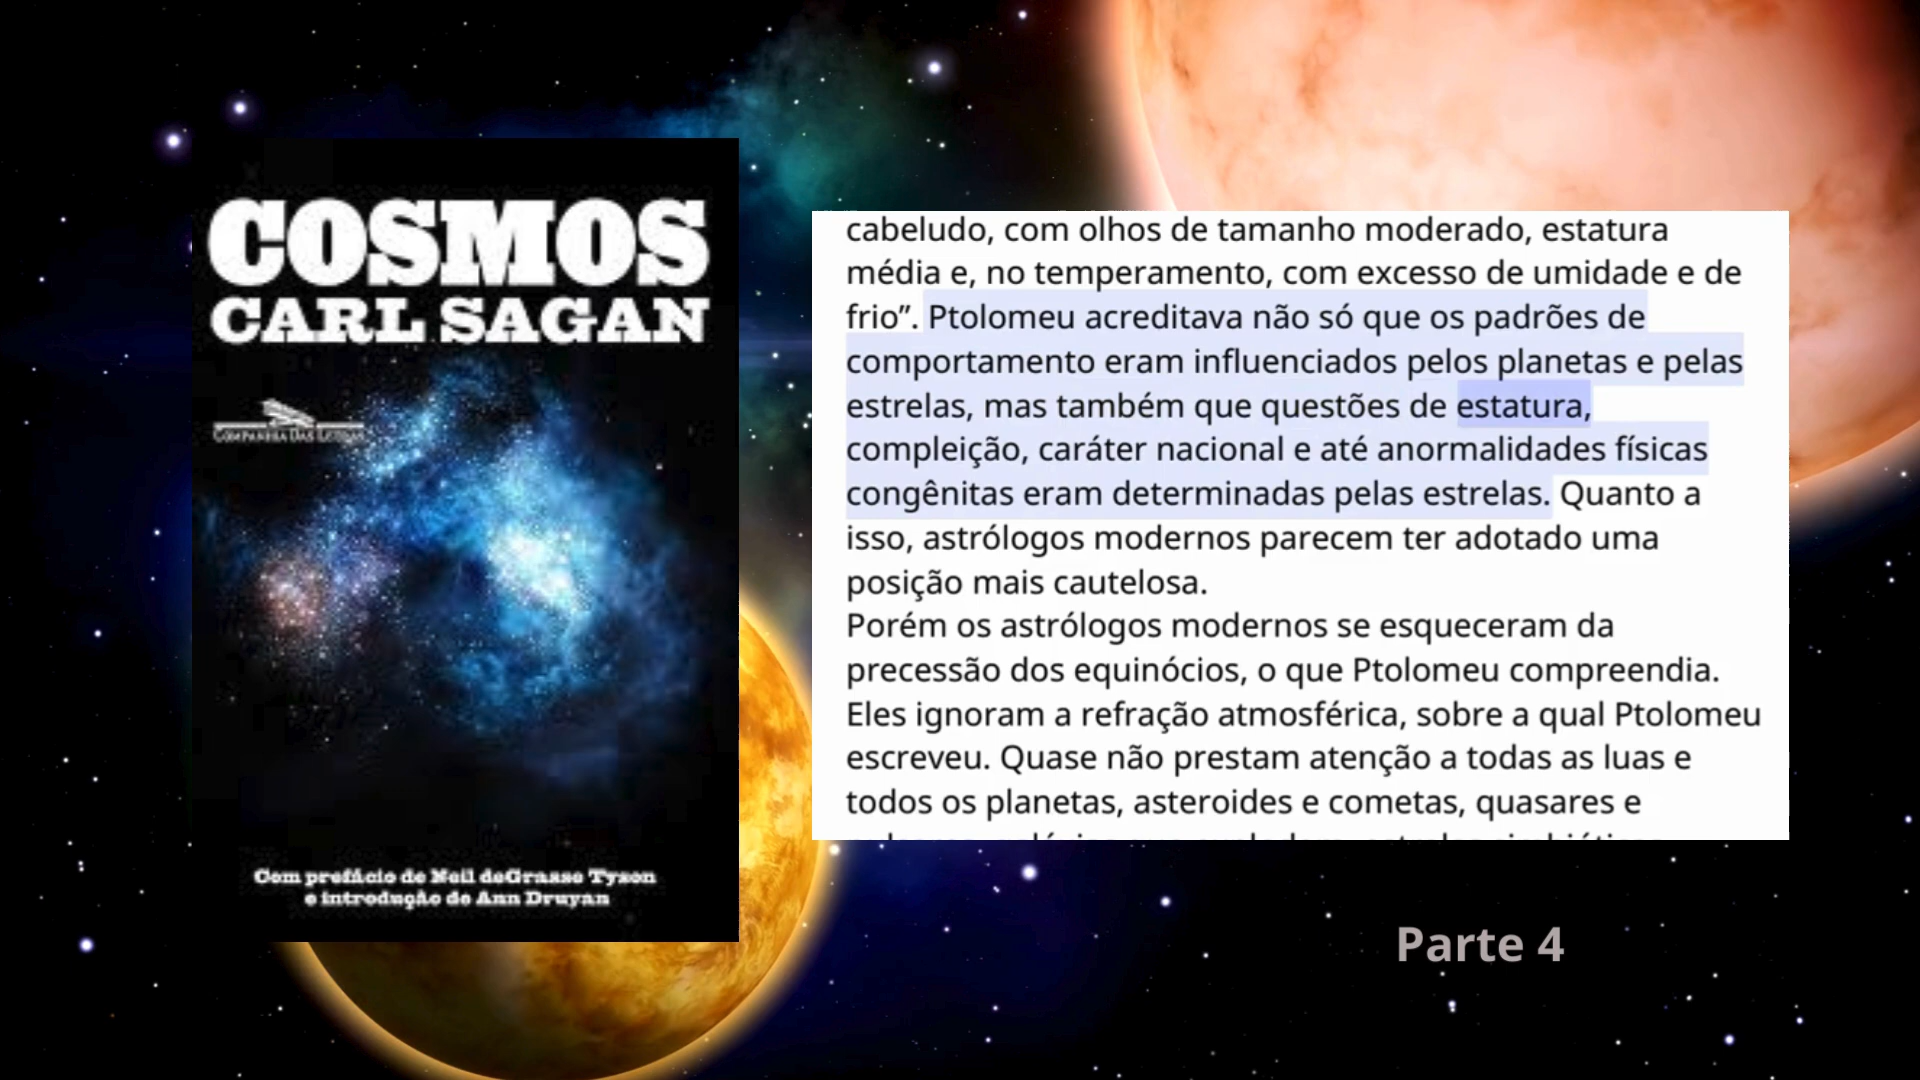 COSMOS
CARL SAGAN
COMPANHIA DAS LETRAS
Com prefácio de Neil deGrasse Tyson
e introdução de Ann Druyan
cabeludo, com olhos de tamanho moderado, estatura
média e, no temperamento, com excesso de umidade e de
frio”. Ptolomeu acreditava não só que os padrões de
comportamento eram influenciados pelos planetas e pelas
estrelas, mas também que questões de estatura,
compleição, caráter nacional e até anormalidades físicas
congênitas eram determinadas pelas estrelas. Quanto a
isso, astrólogos modernos parecem ter adotado uma
posição mais cautelosa.
Porém os astrólogos modernos se esqueceram da
precessão dos equinócios, o que Ptolomeu compreendia.
Eles ignoram a refração atmosférica, sobre a qual Ptolomeu
escreveu. Quase não prestam atenção a todas as luas e
todos os planetas, asteroides e cometas, quasares e
Parte 4